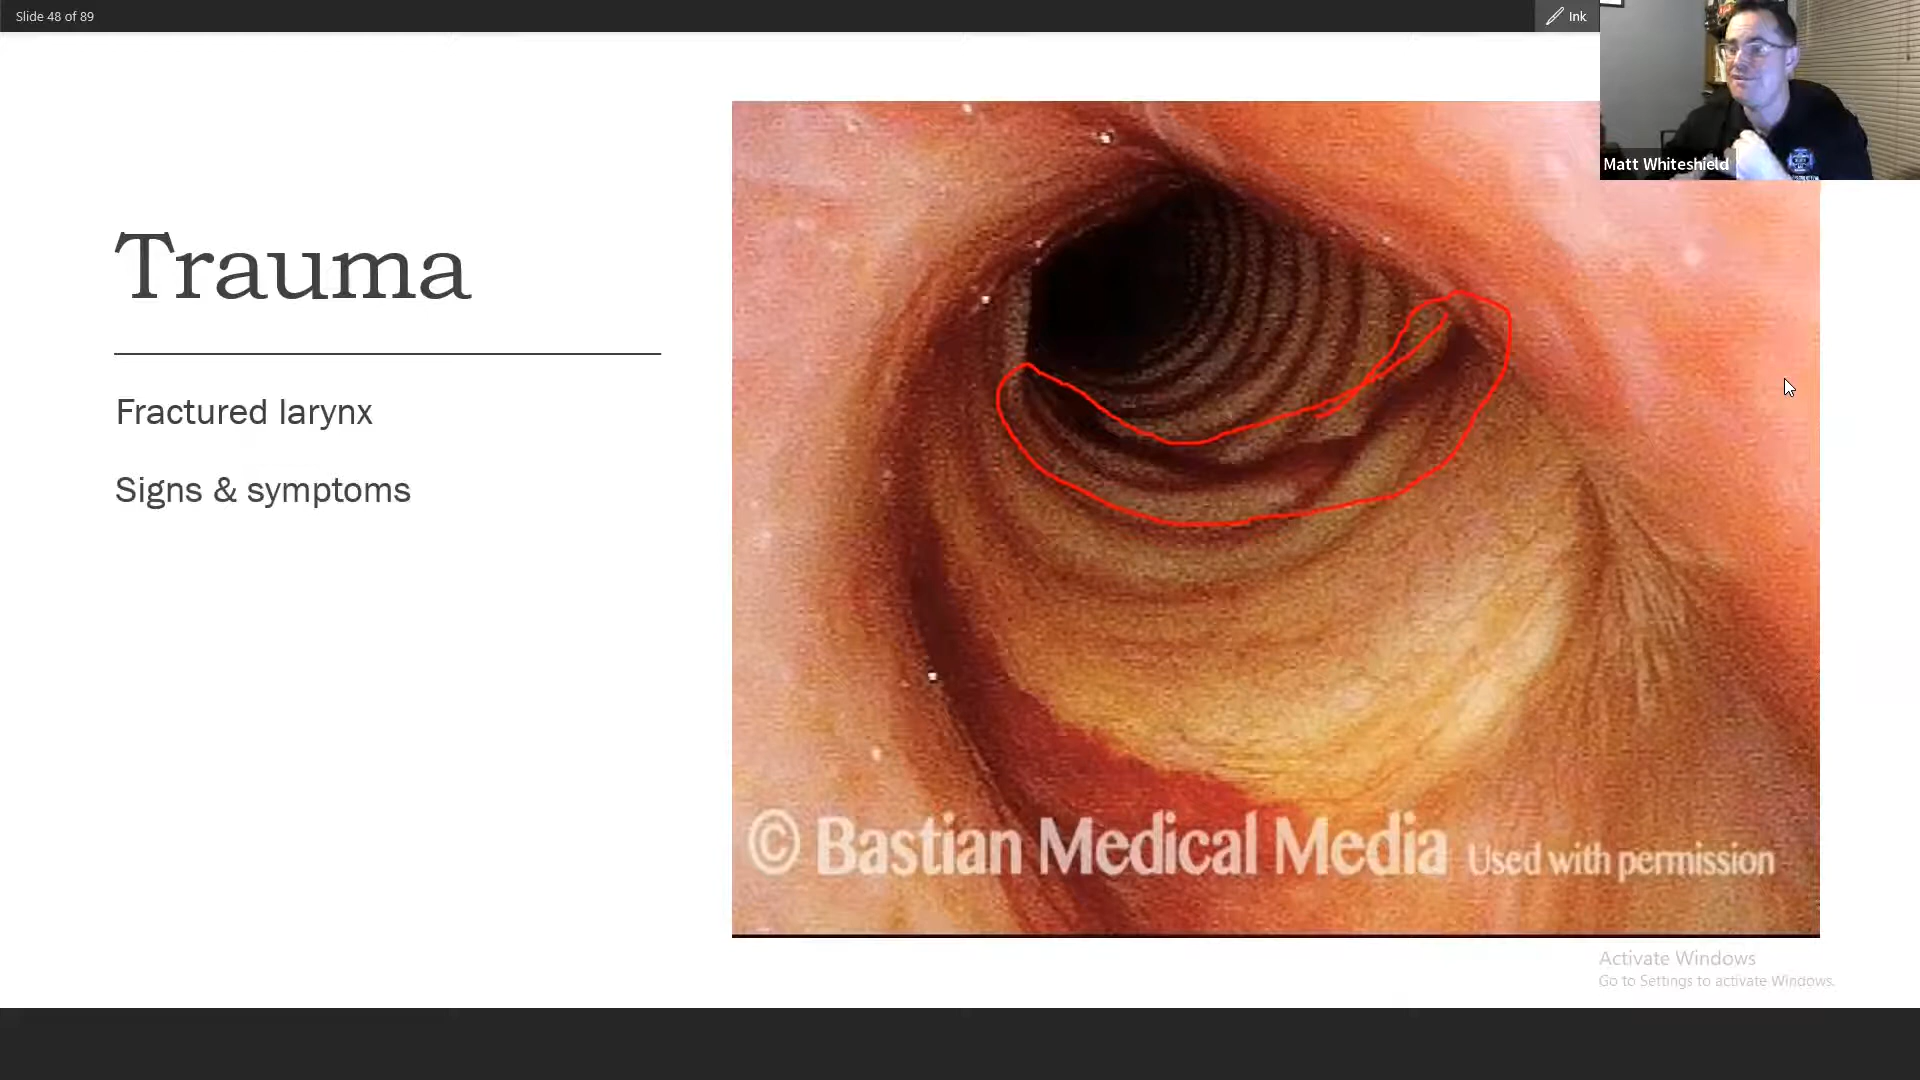 Slide 48 of 89
Ink
Matt Whiteshield
Trauma
Fractured larynx
Signs & symptoms
© Bastian Medical Media Used with permission
Activate Windows
Go to Settings to activate Windows.